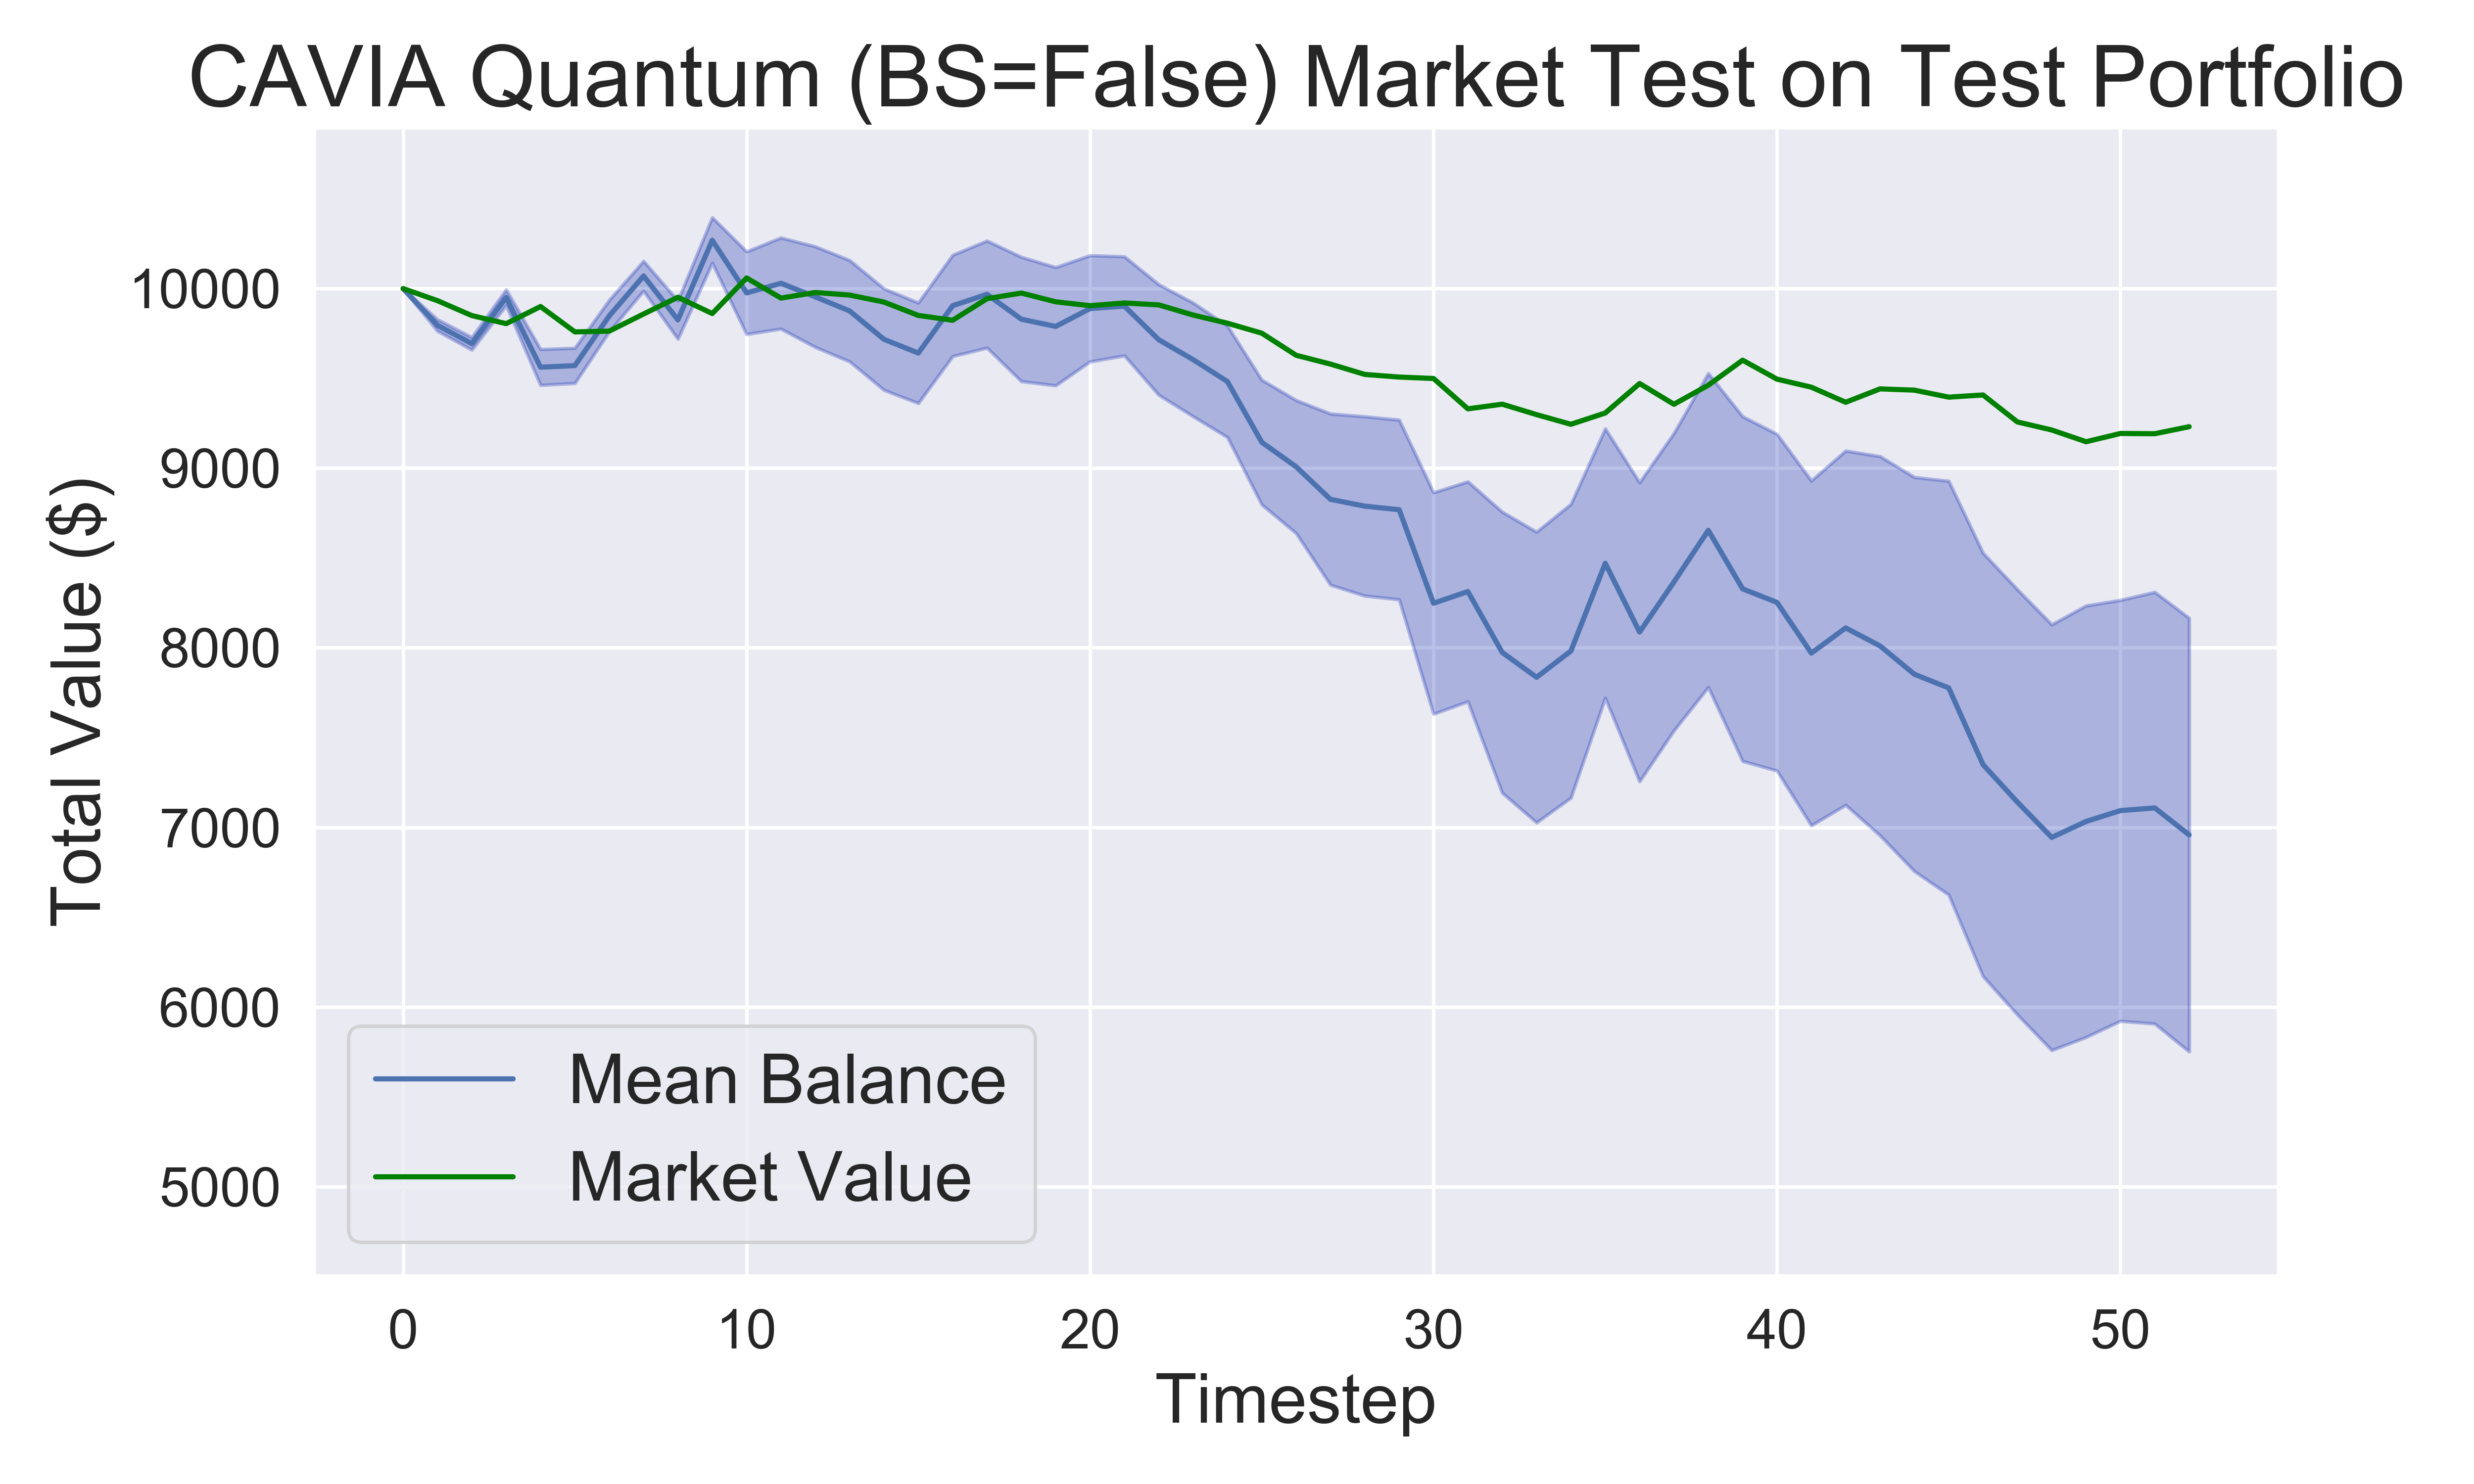 CAVIA Quantum (BS=False) Market Test on Test Portfolio
Total Value ($)
10000
9000
8000
7000
6000
5000
Mean Balance
Market Value
0 10 20 30 40 50
Timestep